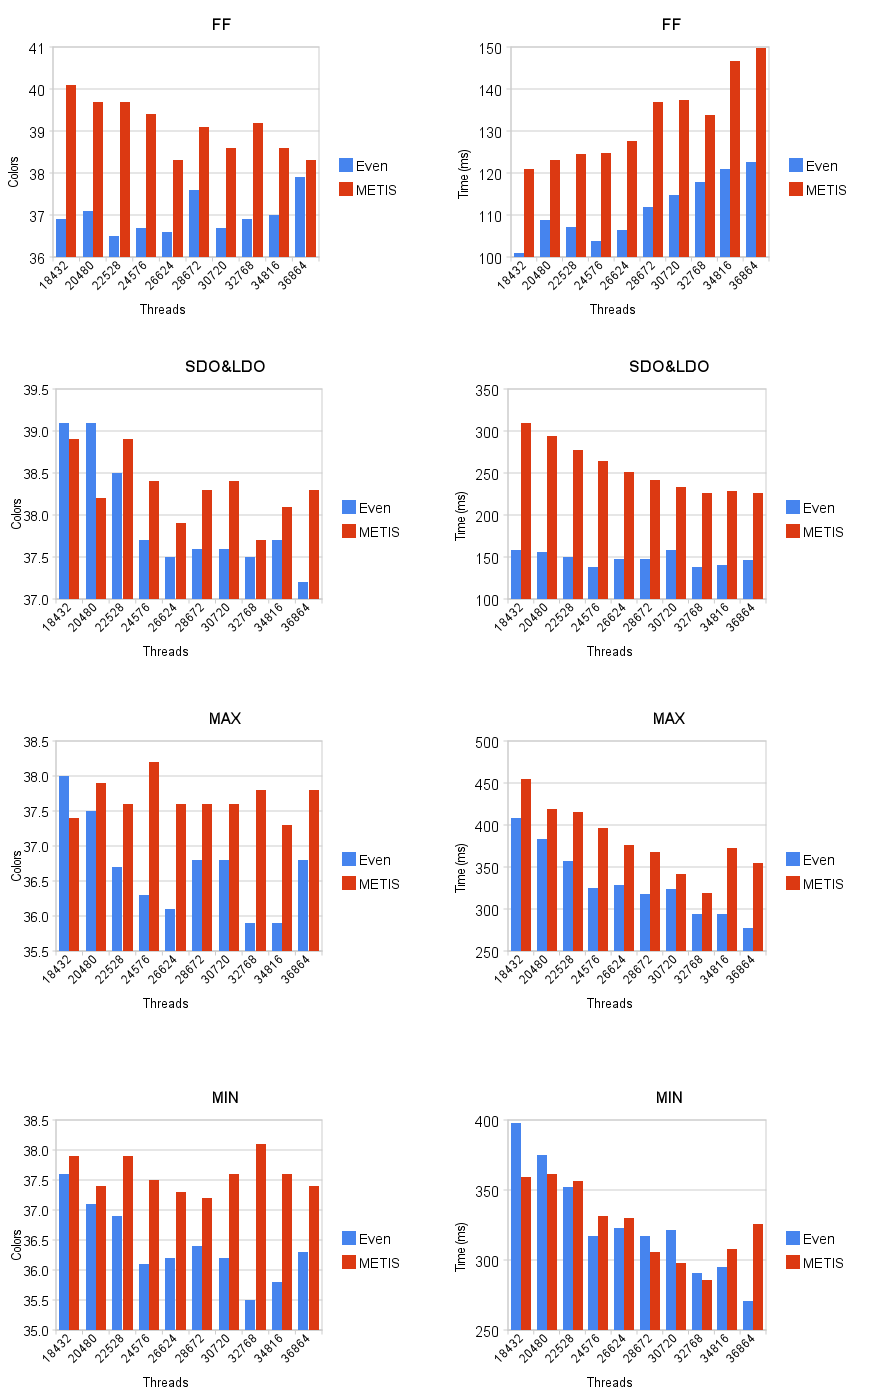 FF
41
40
39
38
37
36
Colors
18432 20480 22528 24576 26624 28672 30720 32768 34816 36864
Threads
Even
METIS
FF
150
140
130
120
110
100
Time (ms)
18432 20480 22528 24576 26624 28672 30720 32768 34816 36864
Threads
Even
METIS
SDO&LDO
39.5
39.0
38.5
38.0
37.5
37.0
Colors
18432 20480 22528 24576 26624 28672 30720 32768 34816 36864
Threads
Even
METIS
SDO&LDO
350
300
250
200
150
100
Time (ms)
18432 20480 22528 24576 26624 28672 30720 32768 34816 36864
Threads
Even
METIS
MAX
38.5
38.0
37.5
37.0
36.5
36.0
35.5
Colors
18432 20480 22528 24576 26624 28672 30720 32768 34816 36864
Threads
Even
METIS
MAX
500
450
400
350
300
250
Time (ms)
18432 20480 22528 24576 26624 28672 30720 32768 34816 36864
Threads
Even
METIS
MIN
38.5
38.0
37.5
37.0
36.5
36.0
35.5
35.0
Colors
18432 20480 22528 24576 26624 28672 30720 32768 34816 36864
Threads
Even
METIS
MIN
400
350
300
250
Time (ms)
18432 20480 22528 24576 26624 28672 30720 32768 34816 36864
Threads
Even
METIS